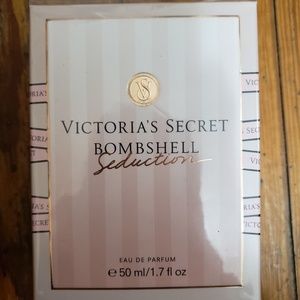 VS
VICTORIA'S SECRET
BOMBSHELL
Seduction
EAU DE PARFUM
e 50 ml/1.7 fl oz